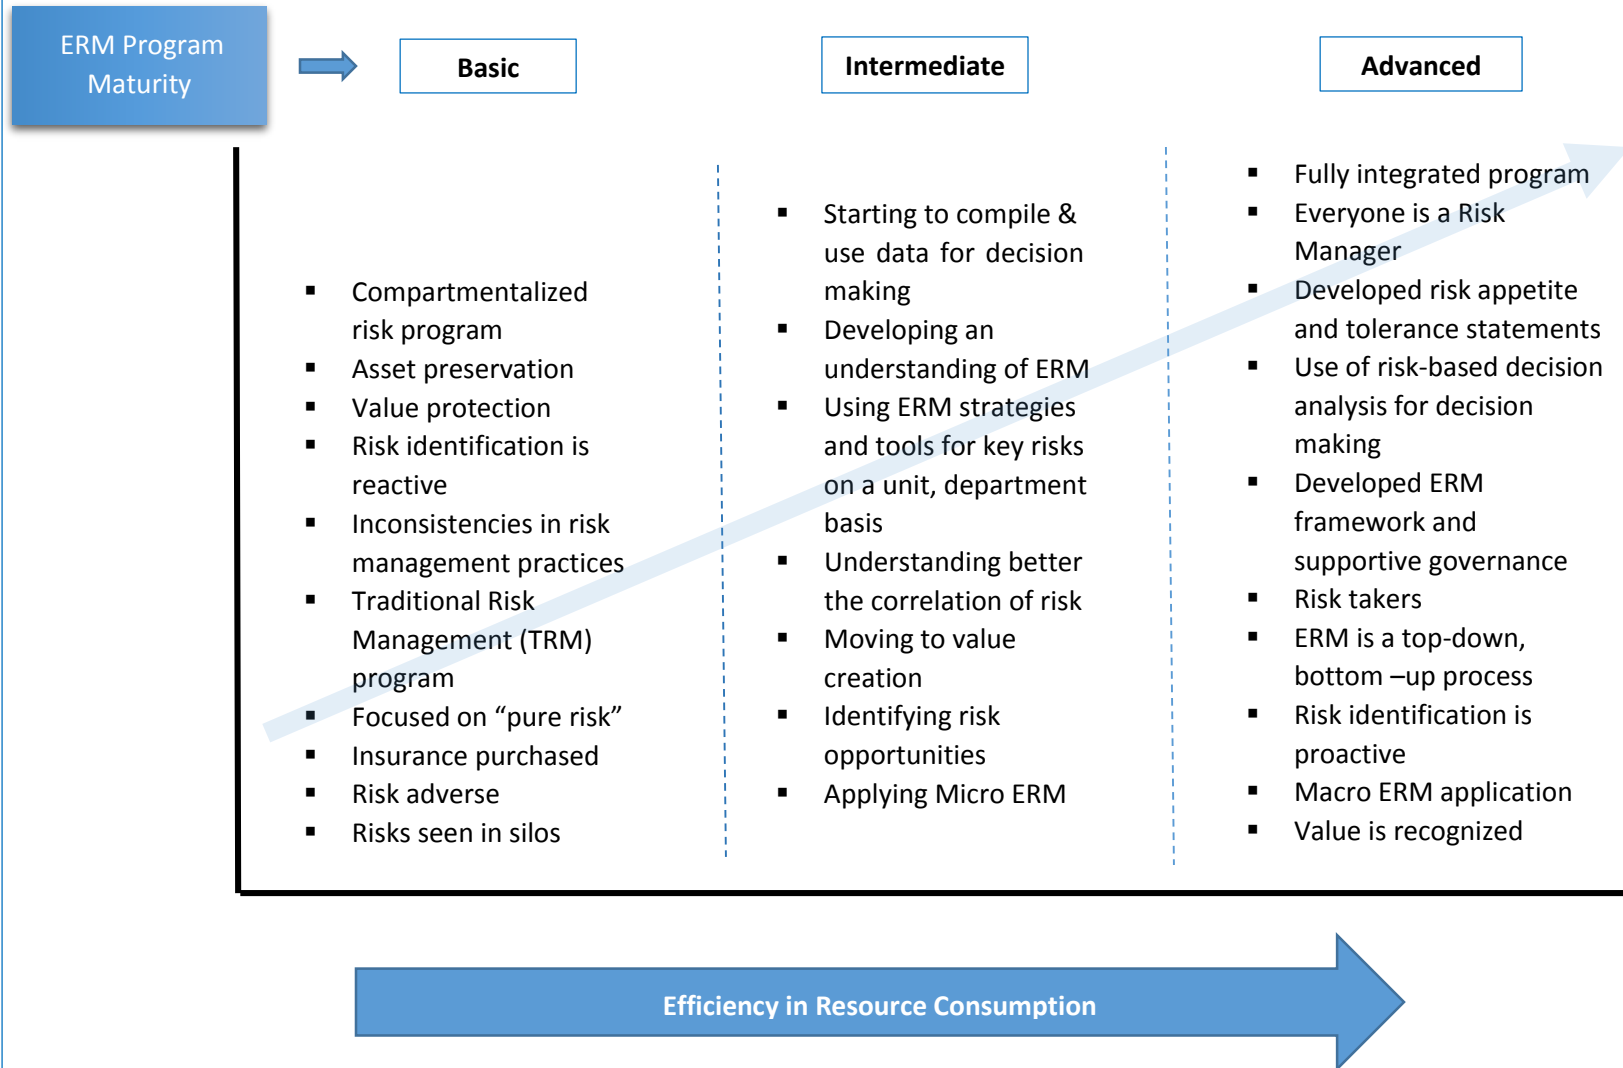 ERM Program
Maturity
Basic
Intermediate
Advanced
▪ Compartmentalized
risk program
▪ Asset preservation
▪ Value protection
▪ Risk identification is
reactive
▪ Inconsistencies in risk
management practices
▪ Traditional Risk
Management (TRM)
program
▪ Focused on “pure risk”
▪ Insurance purchased
▪ Risk adverse
▪ Risks seen in silos
▪ Starting to compile &
use data for decision
making
▪ Developing an
understanding of ERM
▪ Using ERM strategies
and tools for key risks
on a unit, department
basis
▪ Understanding better
the correlation of risk
▪ Moving to value
creation
▪ Identifying risk
opportunities
▪ Applying Micro ERM
▪ Fully integrated program
▪ Everyone is a Risk
Manager
▪ Developed risk appetite
and tolerance statements
▪ Use of risk-based decision
analysis for decision
making
▪ Developed ERM
framework and
supportive governance
▪ Risk takers
▪ ERM is a top-down,
bottom –up process
▪ Risk identification is
proactive
▪ Macro ERM application
▪ Value is recognized
Efficiency in Resource Consumption